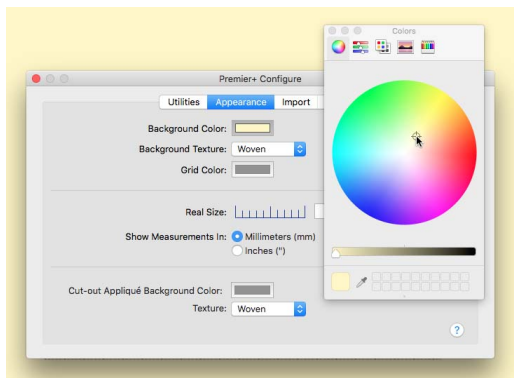 Colors
Premier+ Configure
Utilities Appearance Import
Background Color:
Background Texture: Woven
Grid Color:
Real Size:
Show Measurements In: Millimeters (mm)
Inches (")
Cut-out Appliqué Background Color:
Texture: Woven
?